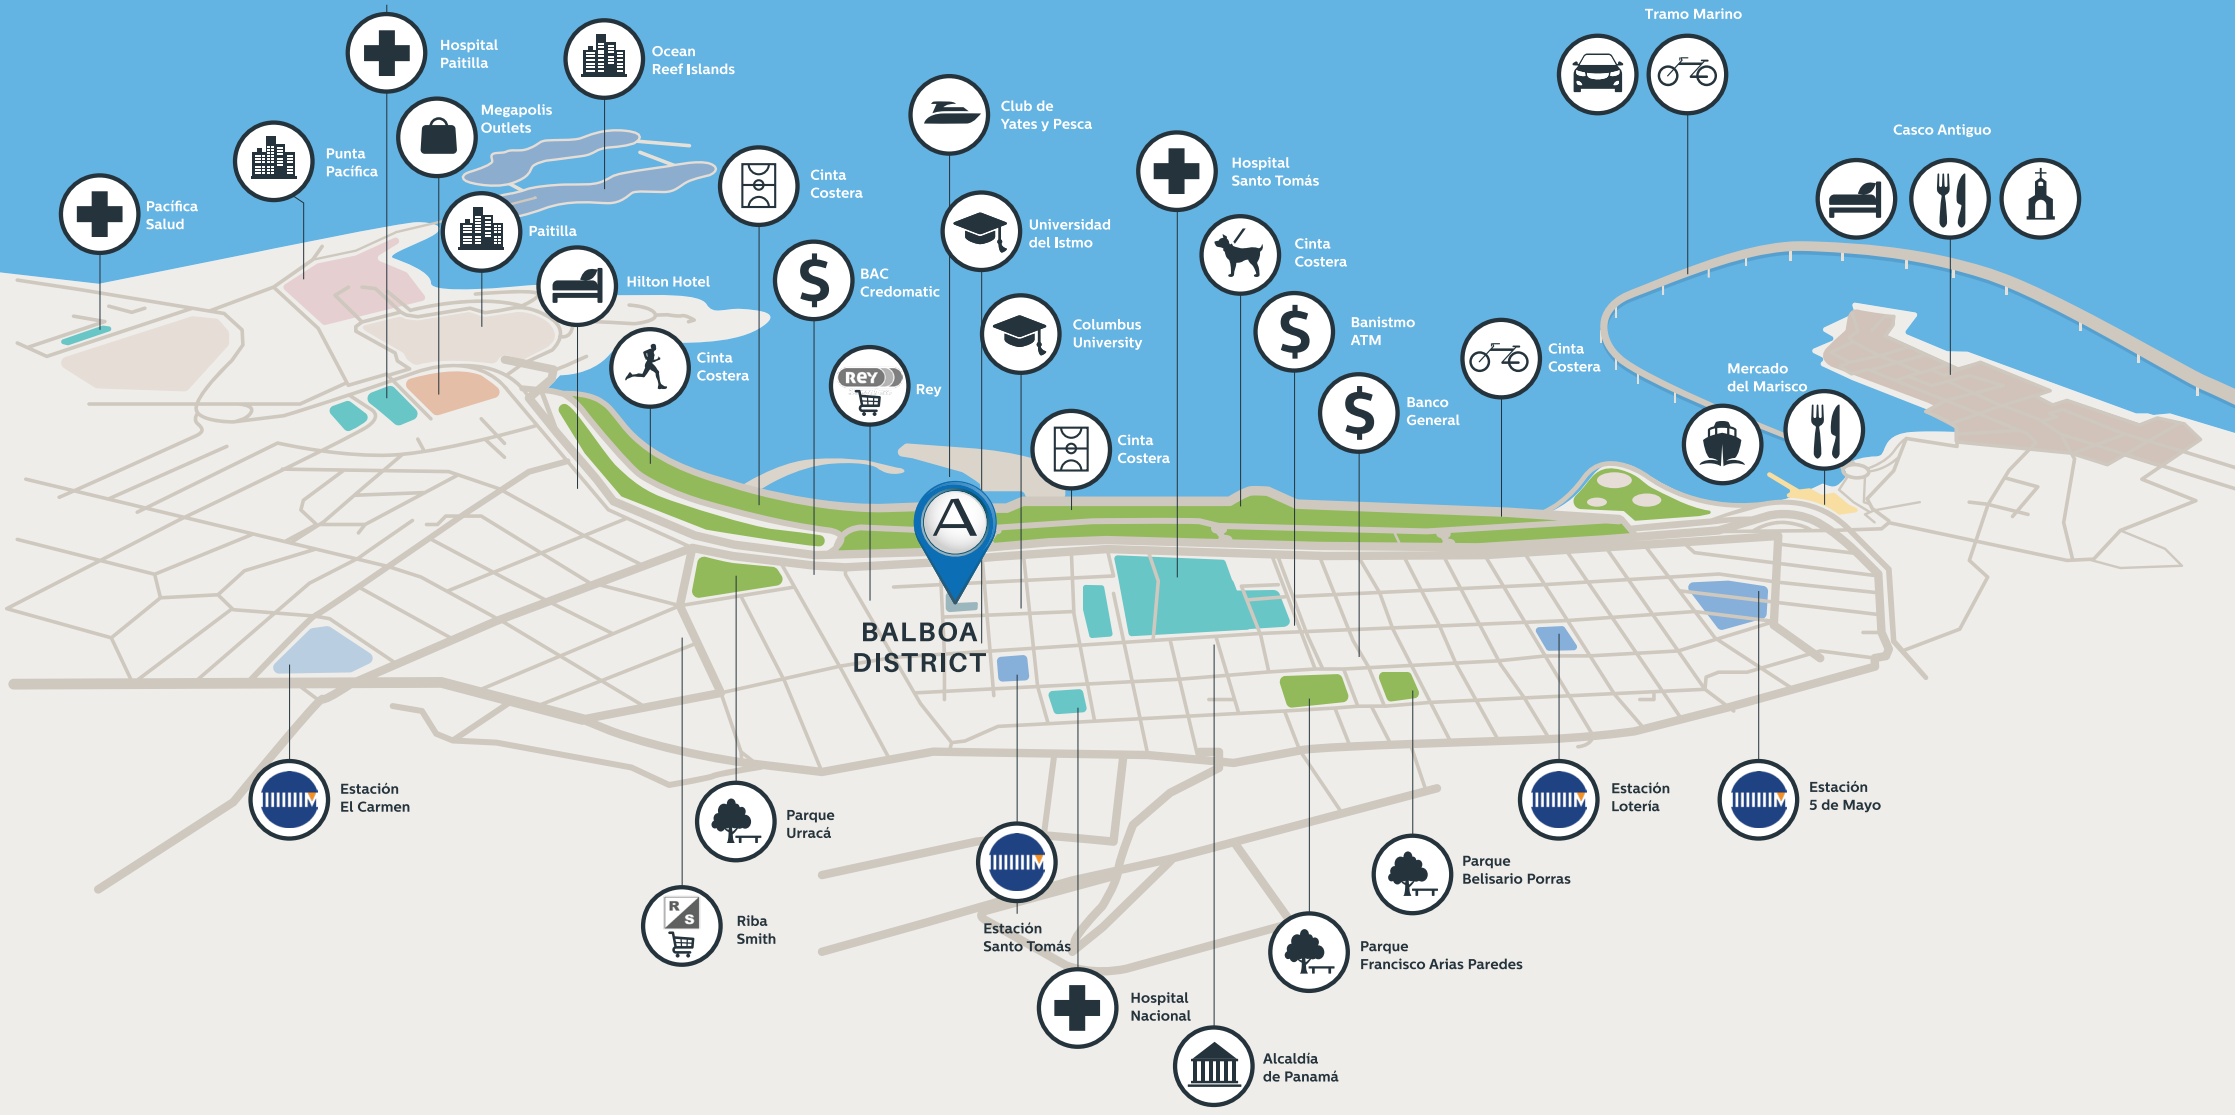 Tramo Marino
Hospital
Paitilla
Ocean
Reef Islands
Megapolis
Outlets
Club de
Yates y Pesca
Casco Antiguo
Punta
Pacífica
Cinta
Costera
Hospital
Santo Tomás
Pacífica
Salud
Paitilla
Universidad
del Istmo
Cinta
Costera
Hilton Hotel
BAC
Credomatic
Columbus
University
Banistmo
ATM
Cinta
Costera
Cinta
Costera
Mercado
del Marisco
REY
Rey
Banco
General
Cinta
Costera
A
BALBOA
DISTRICT
Estación
El Carmen
M
Parque
Urracá
Estación
Lotería
M
Estación
5 de Mayo
M
Parque
Belisario Porras
M
Estación
Santo Tomás
R
S
Riba
Smith
Parque
Francisco Arias Paredes
Hospital
Nacional
Alcaldía
de Panamá